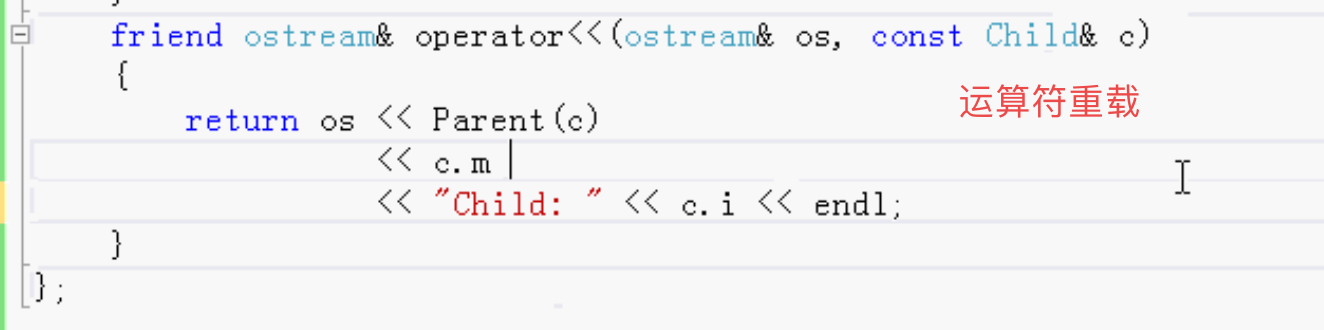 friend ostream& operator<<(ostream& os, const Child& c)
{
运算符重载
return os << Parent(c)
<< c.m
<< "Child: " << c.i << endl;
}
};